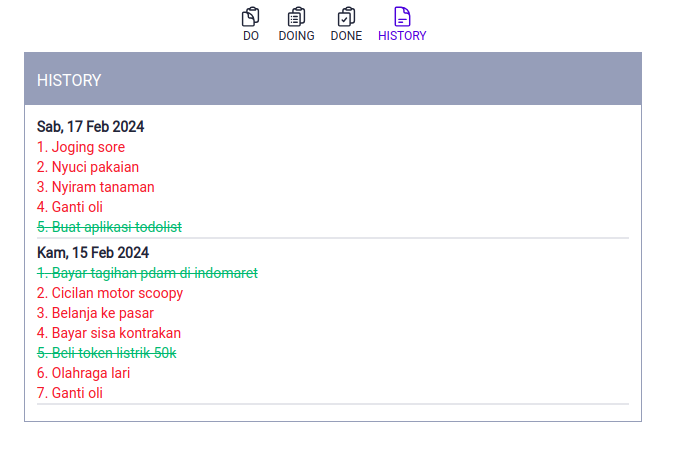 DO
DOING
DONE
HISTORY
HISTORY
Sab, 17 Feb 2024
1. Joging sore
2. Nyuci pakaian
3. Nyiram tanaman
4. Ganti oli
5. Buat aplikasi todolist
Kam, 15 Feb 2024
1. Bayar tagihan pdam di indomaret
2. Cicilan motor scoopy
3. Belanja ke pasar
4. Bayar sisa kontrakan
5. Beli token listrik 50k
6. Olahraga lari
7. Ganti oli